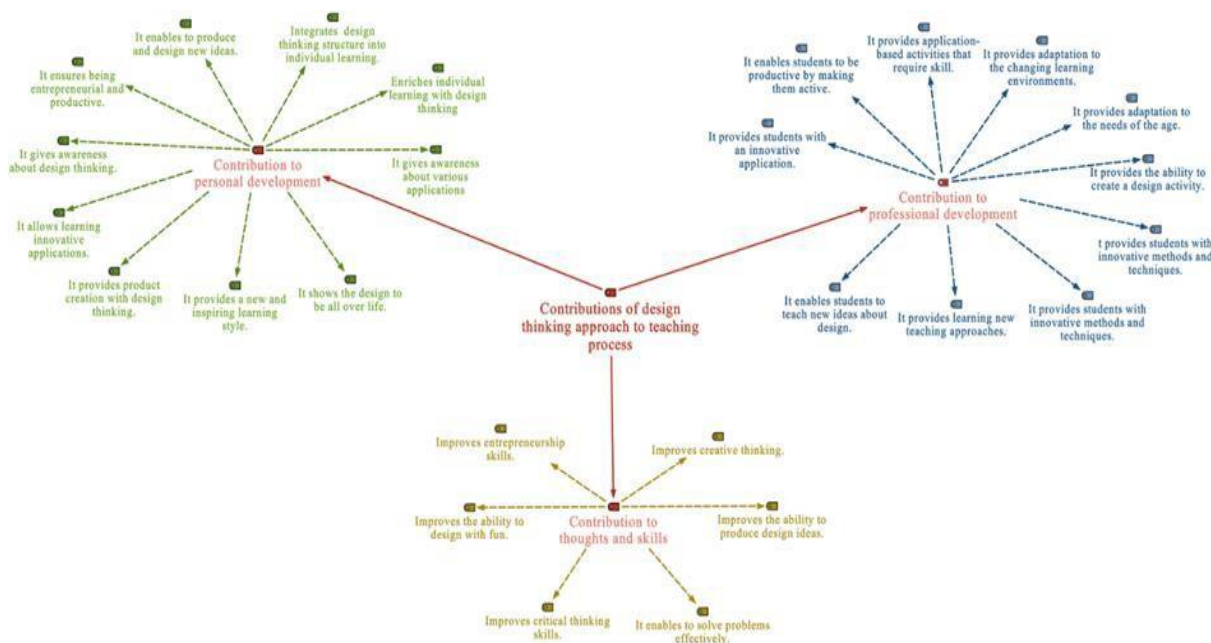 It enables to produce
and design new ideas.
Integrates design
thinking structure into
individual learning.
It ensures being
entrepreneurial and
productive.
Enriches individual
learning with design
thinking
It gives awareness
about design thinking.
It gives awareness
about various
applications
Contribution to
personal development
It allows learning
innovative
applications.
It provides product
creation with design
thinking.
It provides a new and
inspiring learning
style.
It shows the design to
be all over life.
It enables students to be
productive by making
them active.
It provides application-
based activities that
require skill.
It provides adaptation to
the changing learning
environments.
It provides students with
an innovative
application.
It provides adaptation to
the needs of the age.
It provides the ability to
create a design activity.
Contribution to
professional development
t provides students with
innovative methods and
techniques.
It enables students to
teach new ideas about
design.
It provides learning new
teaching approaches.
It provides students with
innovative methods and
techniques.
Contributions of design
thinking approach to teaching
process
Improves entrepreneurship
skills.
Improves creative thinking.
Improves the ability to
design with fun.
Contribution to
thoughts and skills
Improves the ability to
produce design ideas.
Improves critical thinking
skills.
It enables to solve problems
effectively.